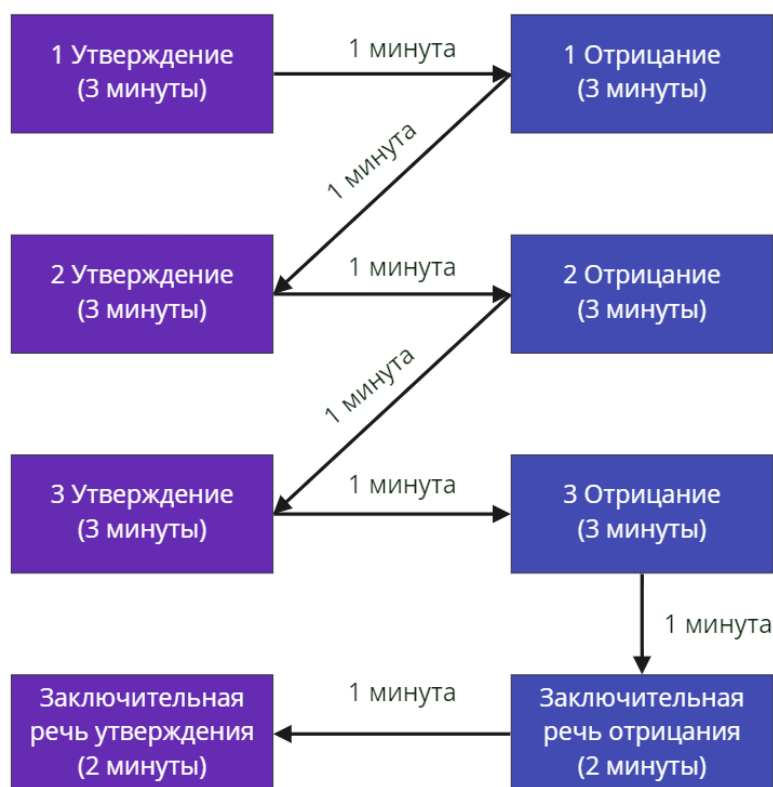 1 Утверждение
(3 минуты)
1 минута
1 Отрицание
(3 минуты)
1 минута
2 Утверждение
(3 минуты)
1 минута
2 Отрицание
(3 минуты)
1 минута
3 Утверждение
(3 минуты)
1 минута
3 Отрицание
(3 минуты)
1 минута
Заключительная
речь утверждения
(2 минуты)
1 минута
Заключительная
речь отрицания
(2 минуты)